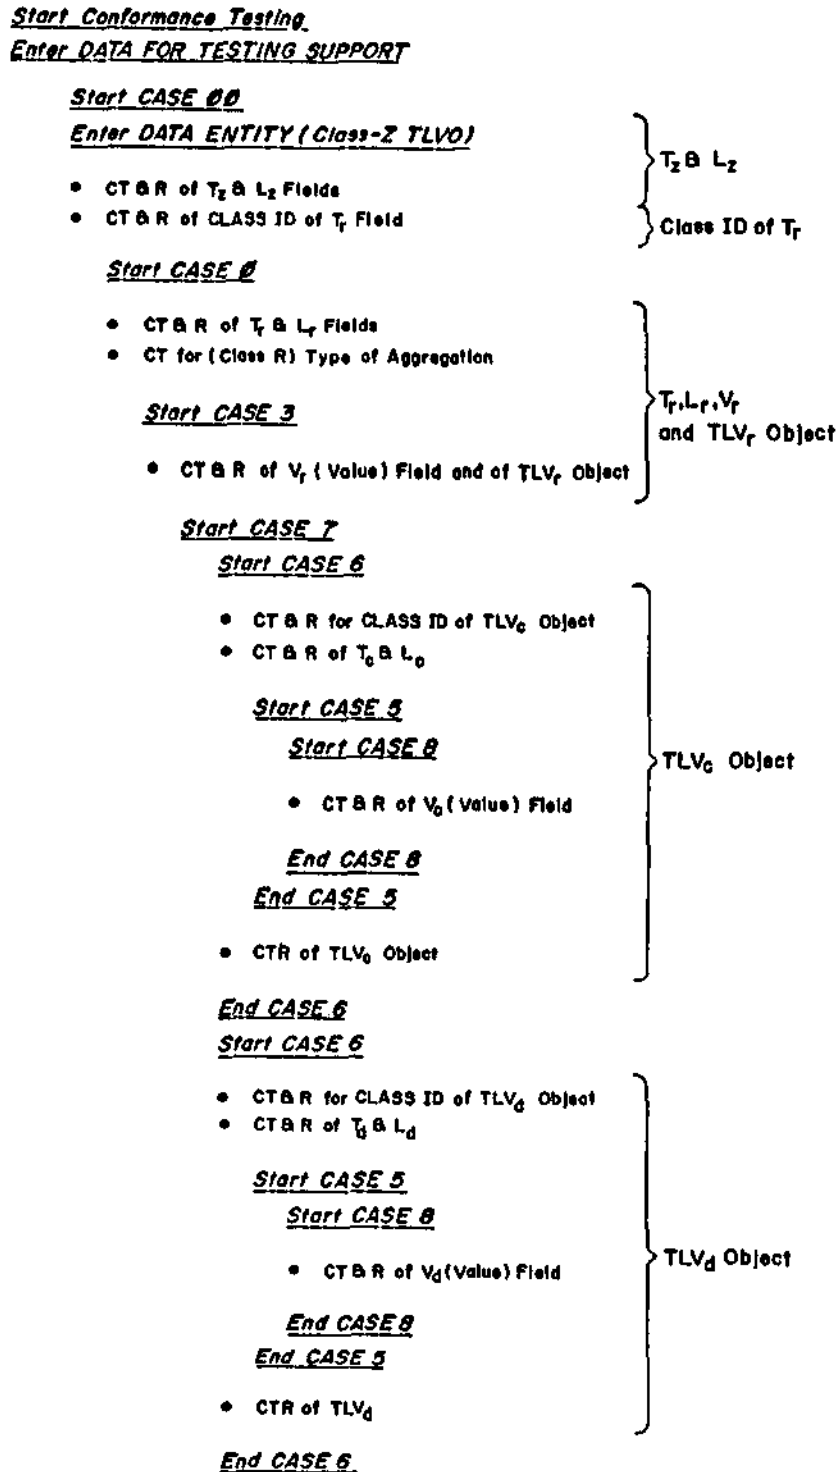 Start Conformance Testing
Enter DATA FOR TESTING SUPPORT
Start CASE ØØ
Enter DATA ENTITY (Class-Z TLVO)
• CT & R of Tz & Lz Fields
Tz & Lz
• CT & R of CLASS ID of Tr Field
Class ID of Tr
Start CASE Ø
• CT & R of Tr & Lr Fields
• CT for (Class R) Type of Aggregation
Tr, Lr, Vr
and TLVr Object
Start CASE 3
• CT & R of Vr (Value) Field and of TLVr Object
Start CASE 7
Start CASE 6
• CT & R for CLASS ID of TLVc Object
• CT & R of Tc & Lc
Start CASE 5
Start CASE 8
TLVc Object
• CT & R of Vc (Value) Field
End CASE 8
End CASE 5
• CTR of TLVc Object
End CASE 6
Start CASE 6
• CT & R for CLASS ID of TLVd Object
• CT & R of Td & Ld
Start CASE 5
Start CASE 8
TLVd Object
• CT & R of Vd (Value) Field
End CASE 8
End CASE 5
• CTR of TLVd
End CASE 6